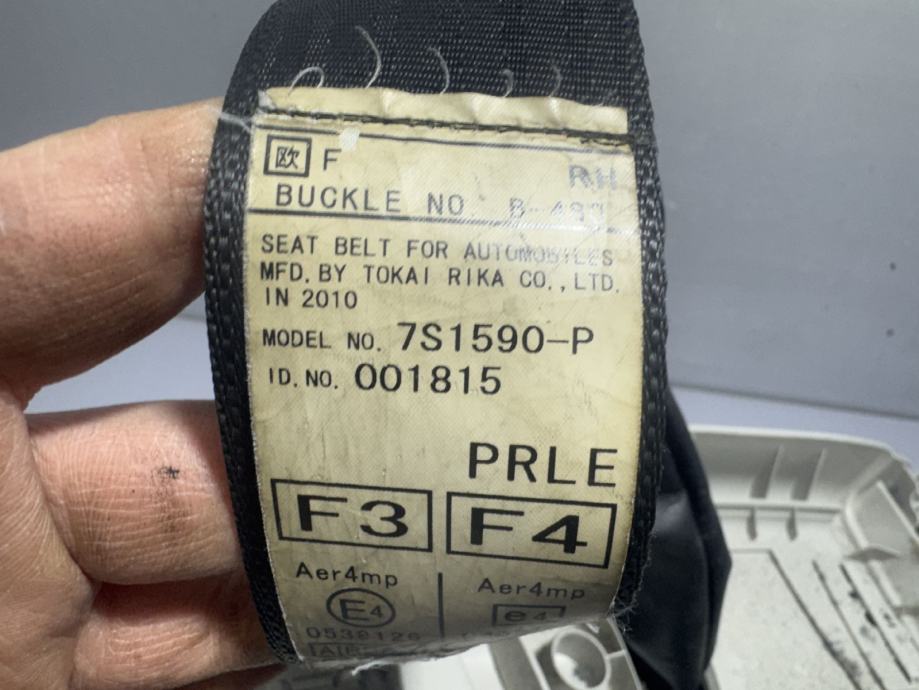 欧 F RH
BUCKLE NO. B-
SEAT BELT FOR AUTOMOBILES
MFD. BY TOKAI RIKA CO., LTD.
IN 2010
MODEL NO. 7S1590-P
ID. NO. 001815
PRLE
F3 F4
Aer4mp Aer4mp
E4 e4
0539126